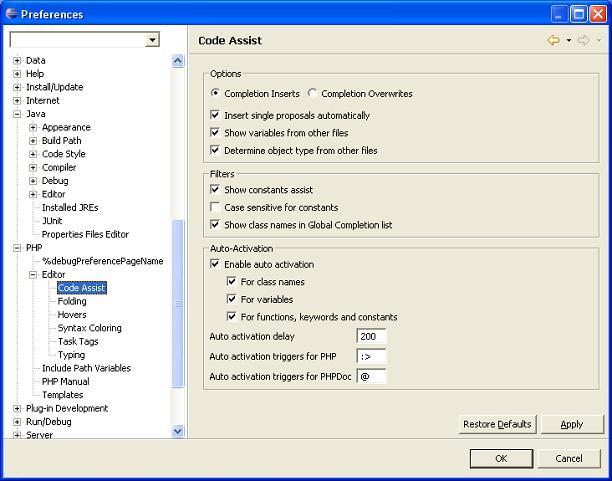 Preferences
Code Assist
Data
Help
Install/Update
Internet
Java
Appearance
Build Path
Code Style
Compiler
Debug
Editor
Installed JREs
JUnit
Properties Files Editor
PHP
%debugPreferencePageName
Editor
Code Assist
Folding
Hovers
Syntax Coloring
Task Tags
Typing
Include Path Variables
PHP Manual
Templates
Plug-in Development
Run/Debug
Server
Options
Completion Inserts Completion Overwrites
Insert single proposals automatically
Show variables from other files
Determine object type from other files
Filters
Show constants assist
Case sensitive for constants
Show class names in Global Completion list
Auto-Activation
Enable auto activation
For class names
For variables
For functions, keywords and constants
Auto activation delay 200
Auto activation triggers for PHP :>
Auto activation triggers for PHPDoc @
Restore Defaults Apply
OK Cancel